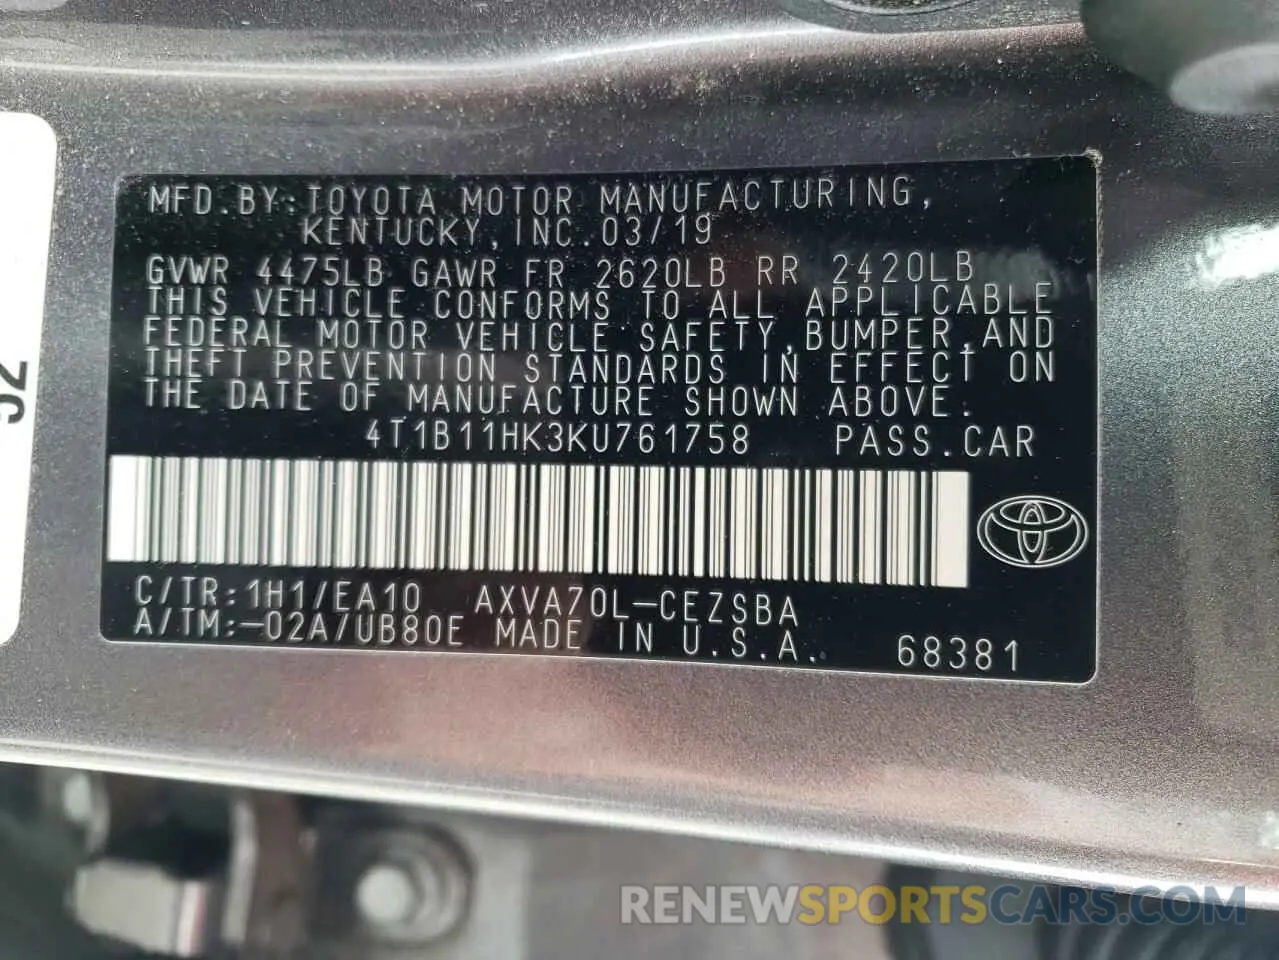 52
MFD.BY:TOYOTA MOTOR MANUFACTURING,
KENTUCKY,INC.03/19
GVWR 4475LB GAWR FR 2620LB RR 2420LB
THIS VEHICLE CONFORMS TO ALL APPLICABLE
FEDERAL MOTOR VEHICLE SAFETY,BUMPER,AND
THEFT PREVENTION STANDARDS IN EFFECT ON
THE DATE OF MANUFACTURE SHOWN ABOVE.
4T1B11HK3KU761758 PASS.CAR
C/TR:1H1/EA10 AXVA70L-CEZSBA
A/TM:-02A/UB80E MADE IN U.S.A.
68381
RENEWSPORTSCARS.COM